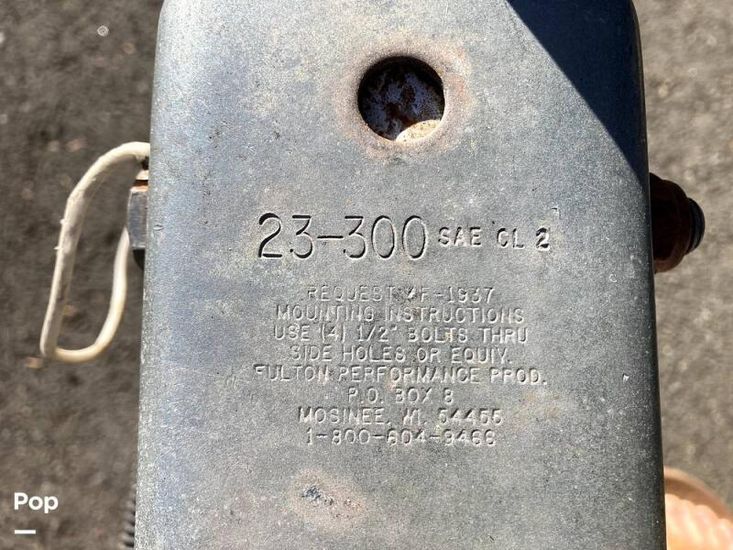 23-300 SAE CL 2
REQUEST #F-1937
MOUNTING INSTRUCTIONS
USE (4) 1/2" BOLTS THRU
SIDE HOLES OR EQUIV.
FULTON PERFORMANCE PROD.
P.O. BOX 8
MOSINEE, WI. 54455
1-800-604-9466
Pop